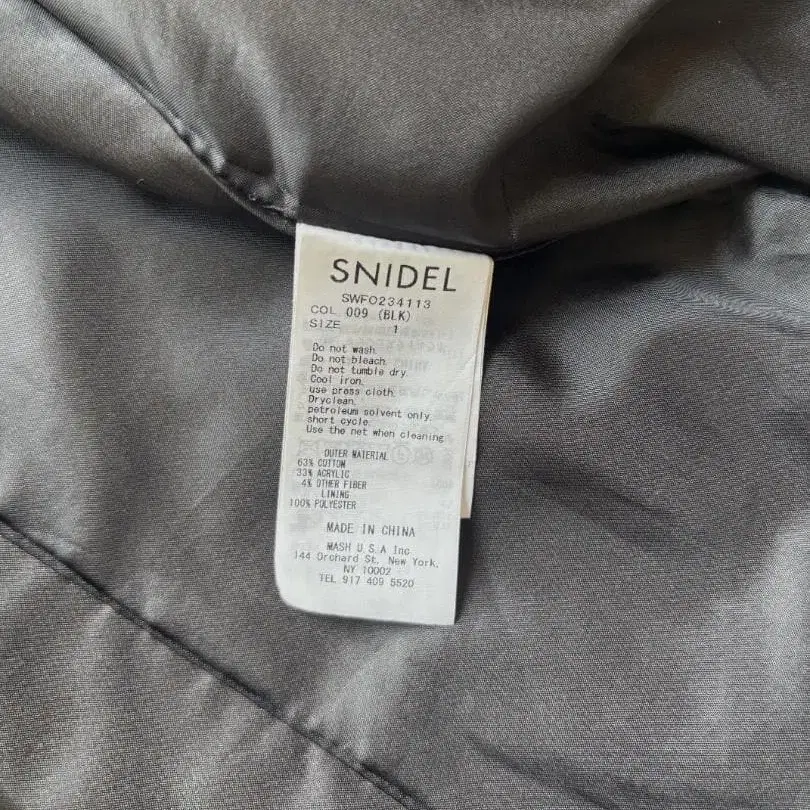 SNIDEL
SWFO234113
COL 009 (BLK)
SIZE 1
Do not wash.
Do not bleach.
Do not tumble dry.
Cool iron.
use press cloth.
Dryclean.
petroleum solvent only.
short cycle.
Use the net when cleaning
OUTER MATERIAL
63% COTTON
33% ACRYLIC
4% OTHER FIBER
LINING
100% POLYESTER
MADE IN CHINA
MASH U.S.A Inc
144 Orchard St, New York,
NY 10002
TEL 917 409 5520